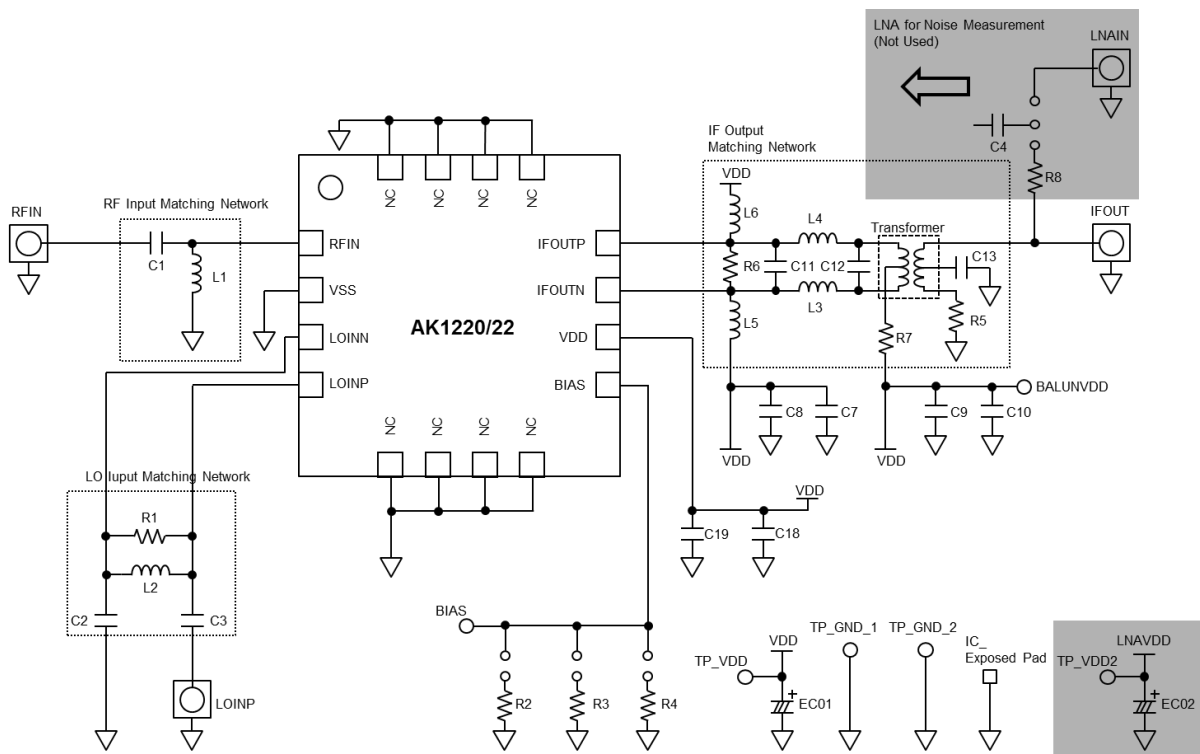 LNA for Noise Measurement
(Not Used)
LNAIN
C4
R8
IF Output
Matching Network
VDD
L6
L4
Transformer
IFOUT
RF Input Matching Network
RFIN
C1
L1
NC
NC
NC
NC
RFIN
VSS
LOINN
LOINP
AK1220/22
IFOUTP
IFOUTN
VDD
BIAS
R6
C11
C12
C13
L3
L5
R7
R5
NC
NC
NC
NC
C8
C7
C9
C10
BALUNVDD
VDD
VDD
LO Iuput Matching Network
R1
L2
C2
C3
LOINP
VDD
C19
C18
BIAS
R2
R3
R4
TP_VDD
VDD
EC01
TP_GND_1
TP_GND_2
IC_
Exposed Pad
LNAVDD
TP_VDD2
EC02